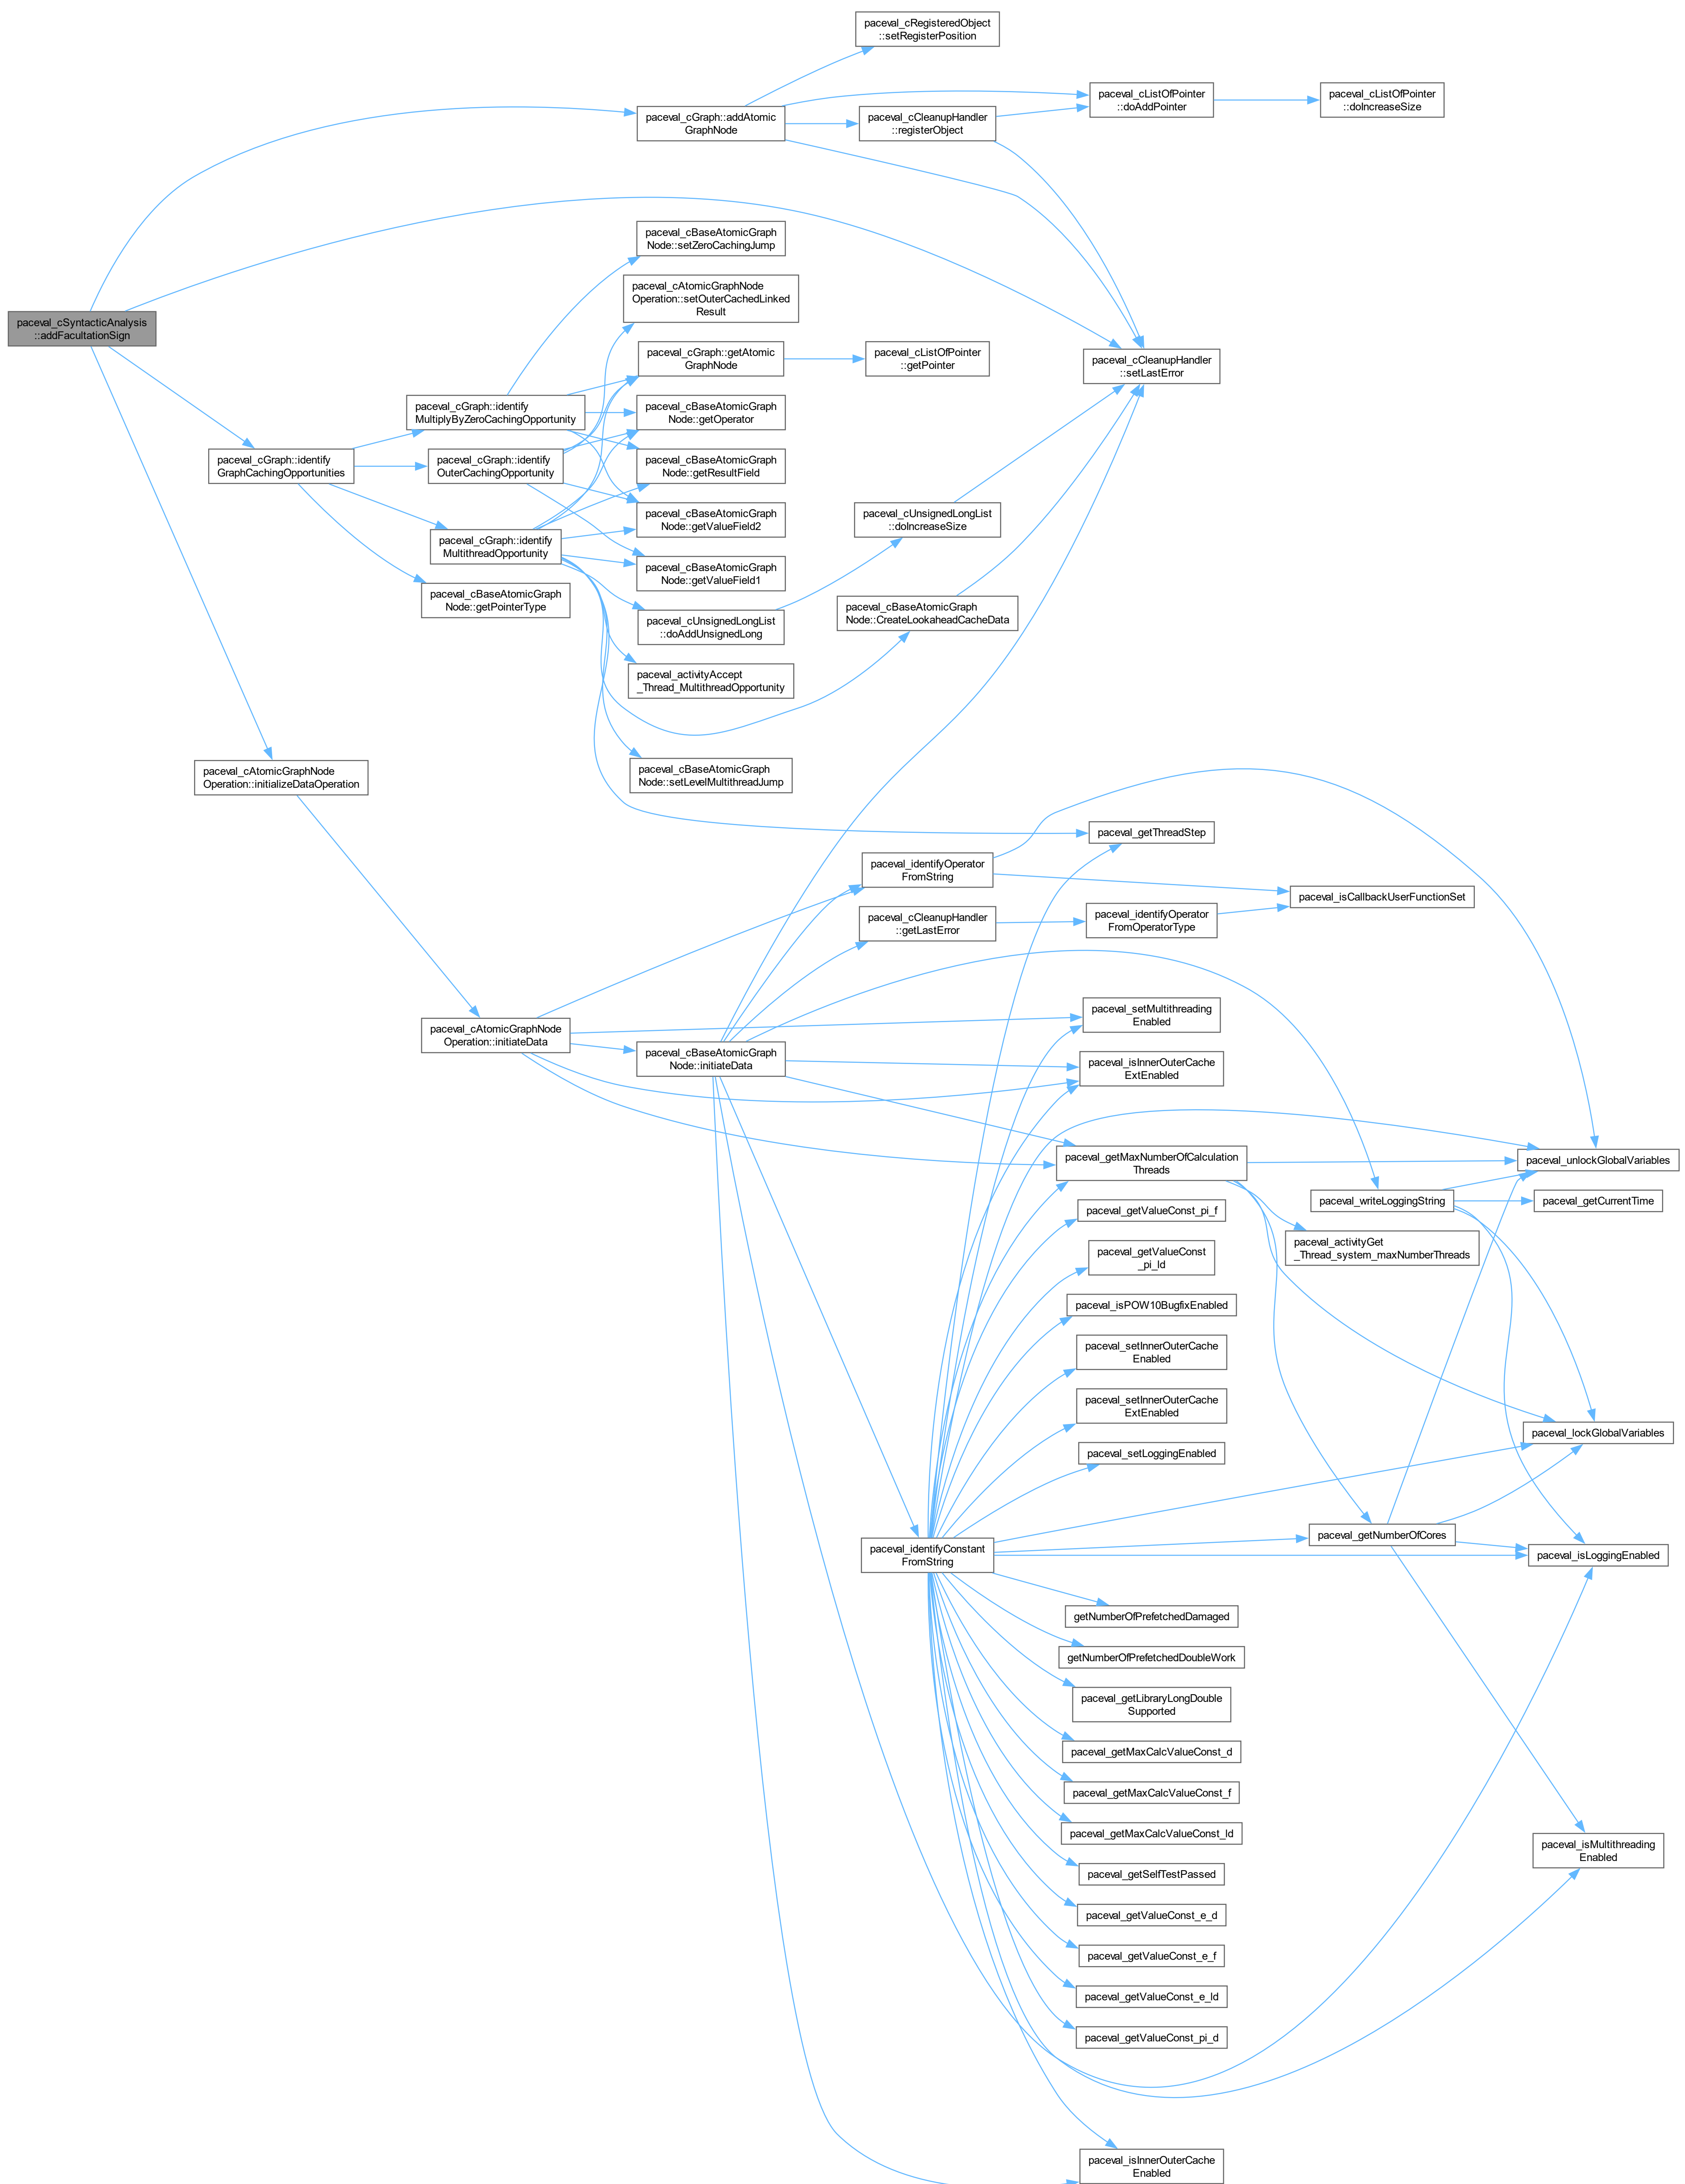 paceval_cRegisteredObject
::setRegisterPosition
paceval_cListOfPointer
::doAddPointer
paceval_cListOfPointer
::doIncreaseSize
paceval_cGraph::addAtomic
GraphNode
paceval_cCleanupHandler
::registerObject
paceval_cBaseAtomicGraph
Node::setZeroCachingJump
paceval_cAtomicGraphNode
Operation::setOuterCachedLinked
Result
paceval_cSyntacticAnalysis
::addFacultationSign
paceval_cGraph::getAtomic
GraphNode
paceval_cListOfPointer
::getPointer
paceval_cCleanupHandler
::setLastError
paceval_cGraph::identify
MultiplyByZeroCachingOpportunity
paceval_cBaseAtomicGraph
Node::getOperator
paceval_cGraph::identify
GraphCachingOpportunities
paceval_cGraph::identify
OuterCachingOpportunity
paceval_cBaseAtomicGraph
Node::getResultField
paceval_cBaseAtomicGraph
Node::getValueField2
paceval_cUnsignedLongList
::doIncreaseSize
paceval_cGraph::identify
MultithreadOpportunity
paceval_cBaseAtomicGraph
Node::getValueField1
paceval_cBaseAtomicGraph
Node::getPointerType
paceval_cUnsignedLongList
::doAddUnsignedLong
paceval_cBaseAtomicGraph
Node::CreateLookaheadCacheData
paceval_activityAccept
_Thread_MultithreadOpportunity
paceval_cBaseAtomicGraph
Node::setLevelMultithreadJump
paceval_cAtomicGraphNode
Operation::initializeDataOperation
paceval_getThreadStep
paceval_identifyOperator
FromString
paceval_isCallbackUserFunctionSet
paceval_cCleanupHandler
::getLastError
paceval_identifyOperator
FromOperatorType
paceval_setMultithreading
Enabled
paceval_cAtomicGraphNode
Operation::initiateData
paceval_cBaseAtomicGraph
Node::initiateData
paceval_isInnerOuterCache
ExtEnabled
paceval_getMaxNumberOfCalculation
Threads
paceval_unlockGlobalVariables
paceval_writeLoggingString
paceval_getCurrentTime
paceval_getValueConst_pi_f
paceval_activityGet
_Thread_system_maxNumberThreads
paceval_getValueConst
_pi_ld
paceval_isPOW10BugfixEnabled
paceval_setInnerOuterCache
Enabled
paceval_setInnerOuterCache
ExtEnabled
paceval_lockGlobalVariables
paceval_setLoggingEnabled
paceval_getNumberOfCores
paceval_identifyConstant
FromString
paceval_isLoggingEnabled
getNumberOfPrefetchedDamaged
getNumberOfPrefetchedDoubleWork
paceval_getLibraryLongDouble
Supported
paceval_getMaxCalcValueConst_d
paceval_getMaxCalcValueConst_f
paceval_getMaxCalcValueConst_ld
paceval_isMultithreading
Enabled
paceval_getSelfTestPassed
paceval_getValueConst_e_d
paceval_getValueConst_e_f
paceval_getValueConst_e_ld
paceval_getValueConst_pi_d
paceval_isInnerOuterCache
Enabled